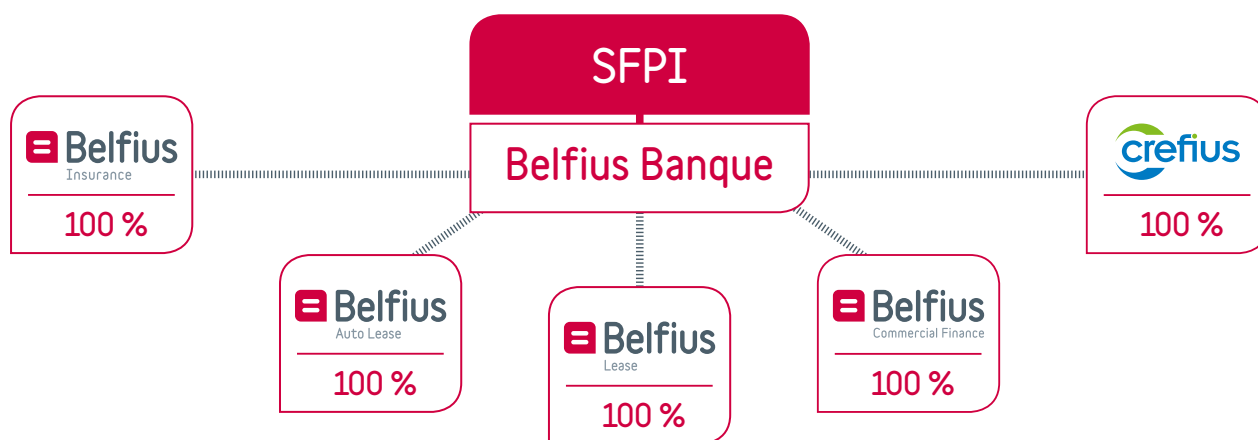 SFPI
Belfius Banque
Belfius
Insurance
100 %
Belfius
Auto Lease
100 %
Belfius
Lease
100 %
Belfius
Commercial Finance
100 %
crefius
100 %